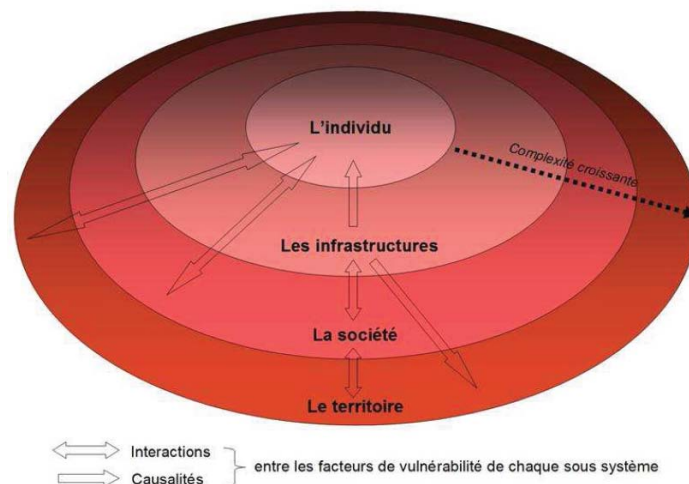 L'individu
Complexité croissante
Les infrastructures
La société
Le territoire
Interactions
Causalités
entre les facteurs de vulnérabilité de chaque sous système